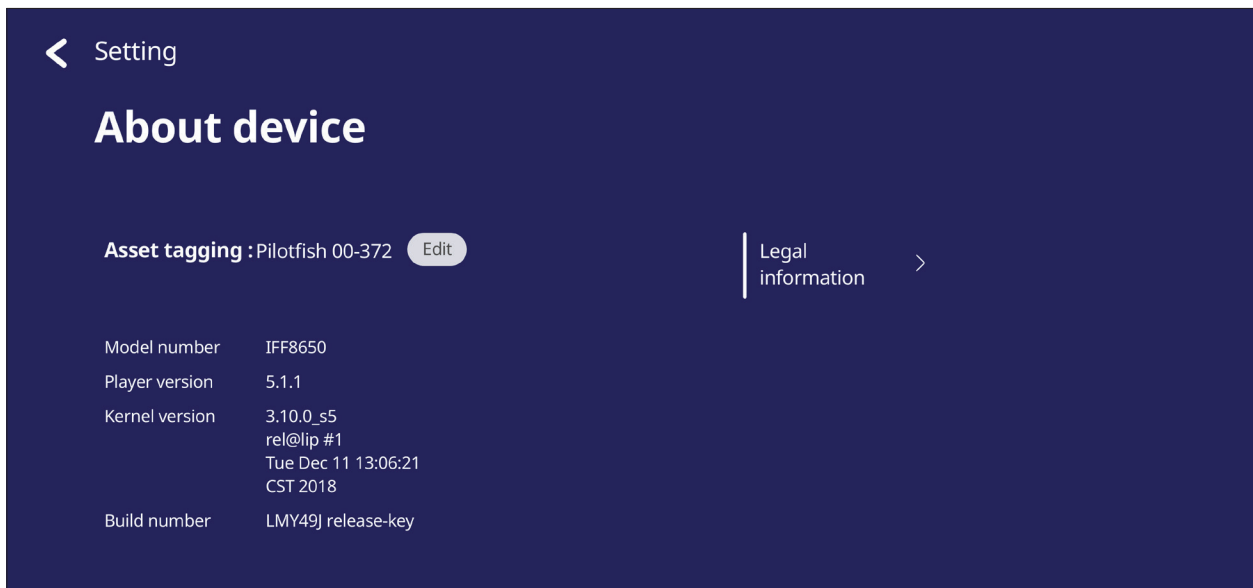 Setting
About device
Asset tagging : Pilotfish 00-372 Edit
Legal
information
Model number IFF8650
Player version 5.1.1
Kernel version 3.10.0_s5
rel@lip #1
Tue Dec 11 13:06:21
CST 2018
Build number LMY49J release-key